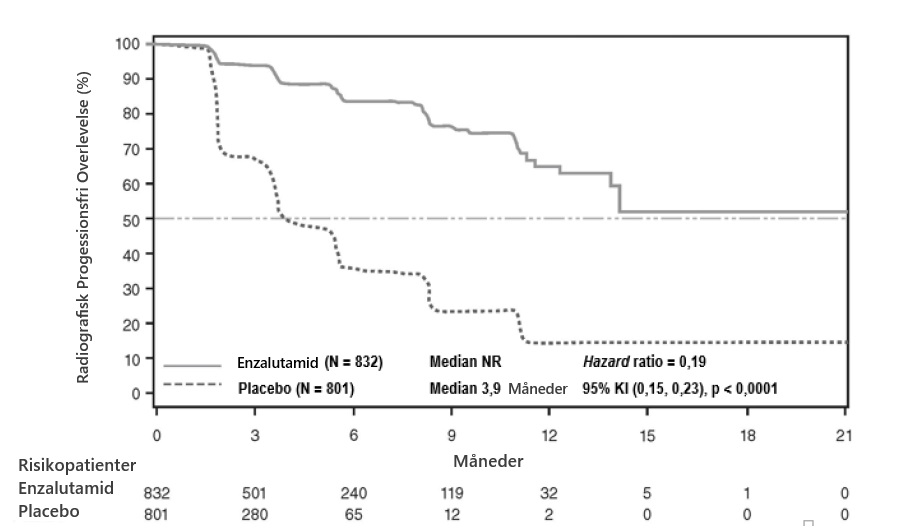 Radiografisk Progessionsfri Overlevelse (%)
100
90
80
70
60
50
40
30
20
10
0
Enzalutamid (N = 832) Median NR Hazard ratio = 0,19
Placebo (N = 801) Median 3,9 Måneder 95% KI (0,15, 0,23), p < 0,0001
0 3 6 9 12 15 18 21
Måneder
Risikopatienter
Enzalutamid 832 501 240 119 32 5 1 0
Placebo 801 280 65 12 2 0 0 0